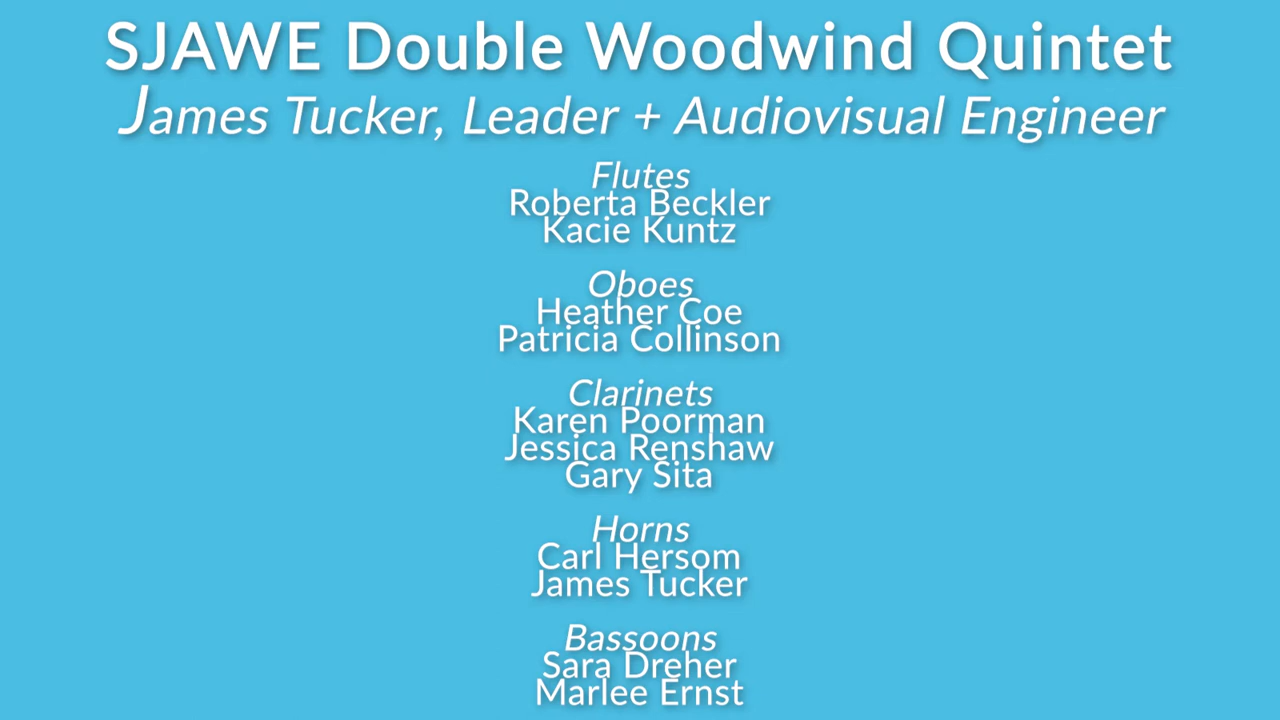 SJAWE Double Woodwind Quintet
James Tucker, Leader + Audiovisual Engineer
Flutes
Roberta Beckler
Kacie Kuntz
Oboes
Heather Coe
Patricia Collinson
Clarinets
Karen Poorman
Jessica Renshaw
Gary Sita
Horns
Carl Hersom
James Tucker
Bassoons
Sara Dreher
Marlee Ernst